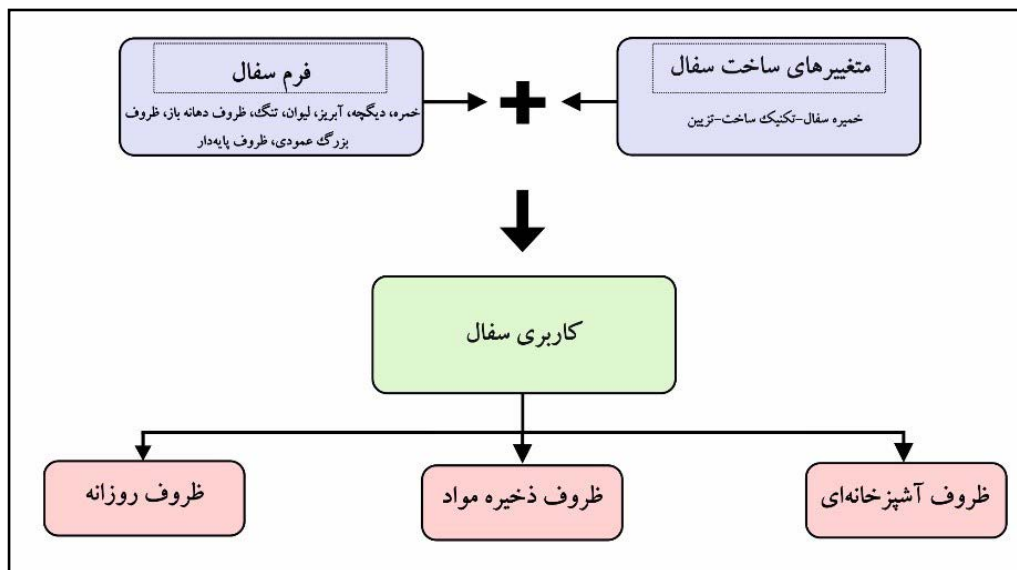 متغییرهای ساخت سفال
خمیره سفال-تکنیک ساخت-تزیین
فرم سفال
خمره، دیگچه، آبریز، لیوان، تنگ، ظروف دهانه باز، ظروف
بزرگ عمودی، ظروف پایه‌دار
کاربری سفال
ظروف آشپزخانه‌ای
ظروف ذخیره مواد
ظروف روزانه